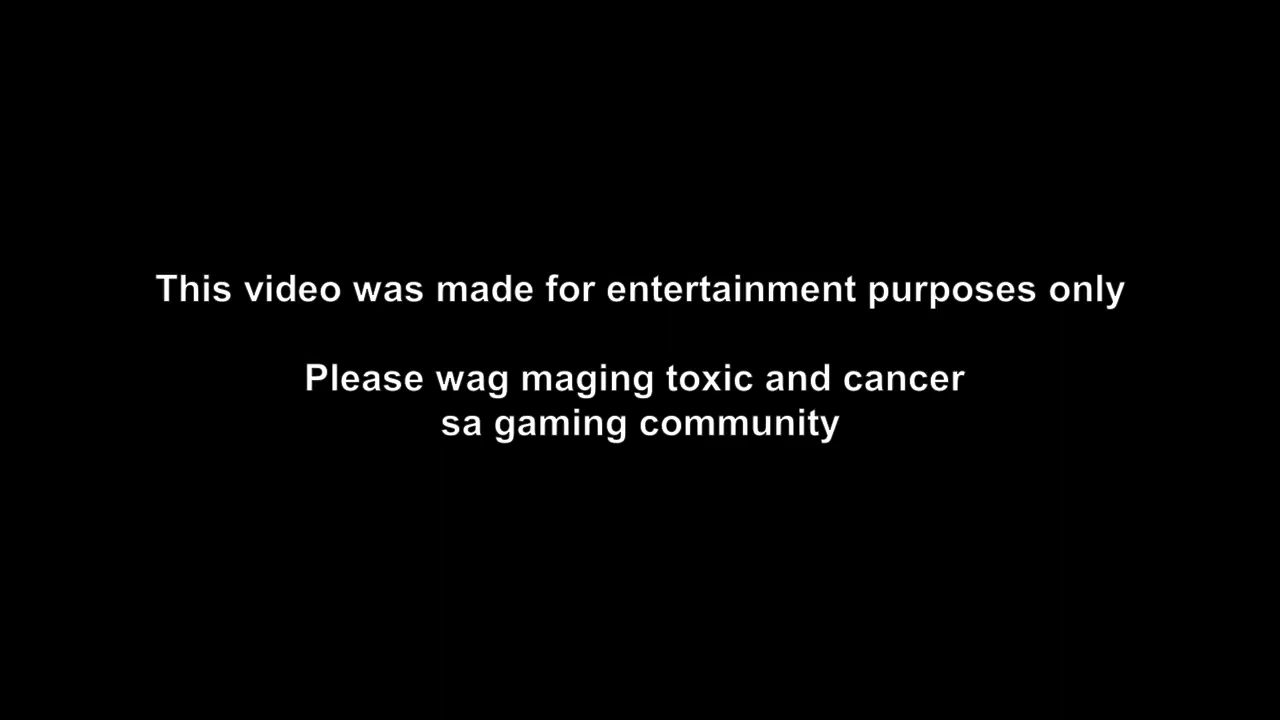 This video was made for entertainment purposes only
Please wag maging toxic and cancer
sa gaming community